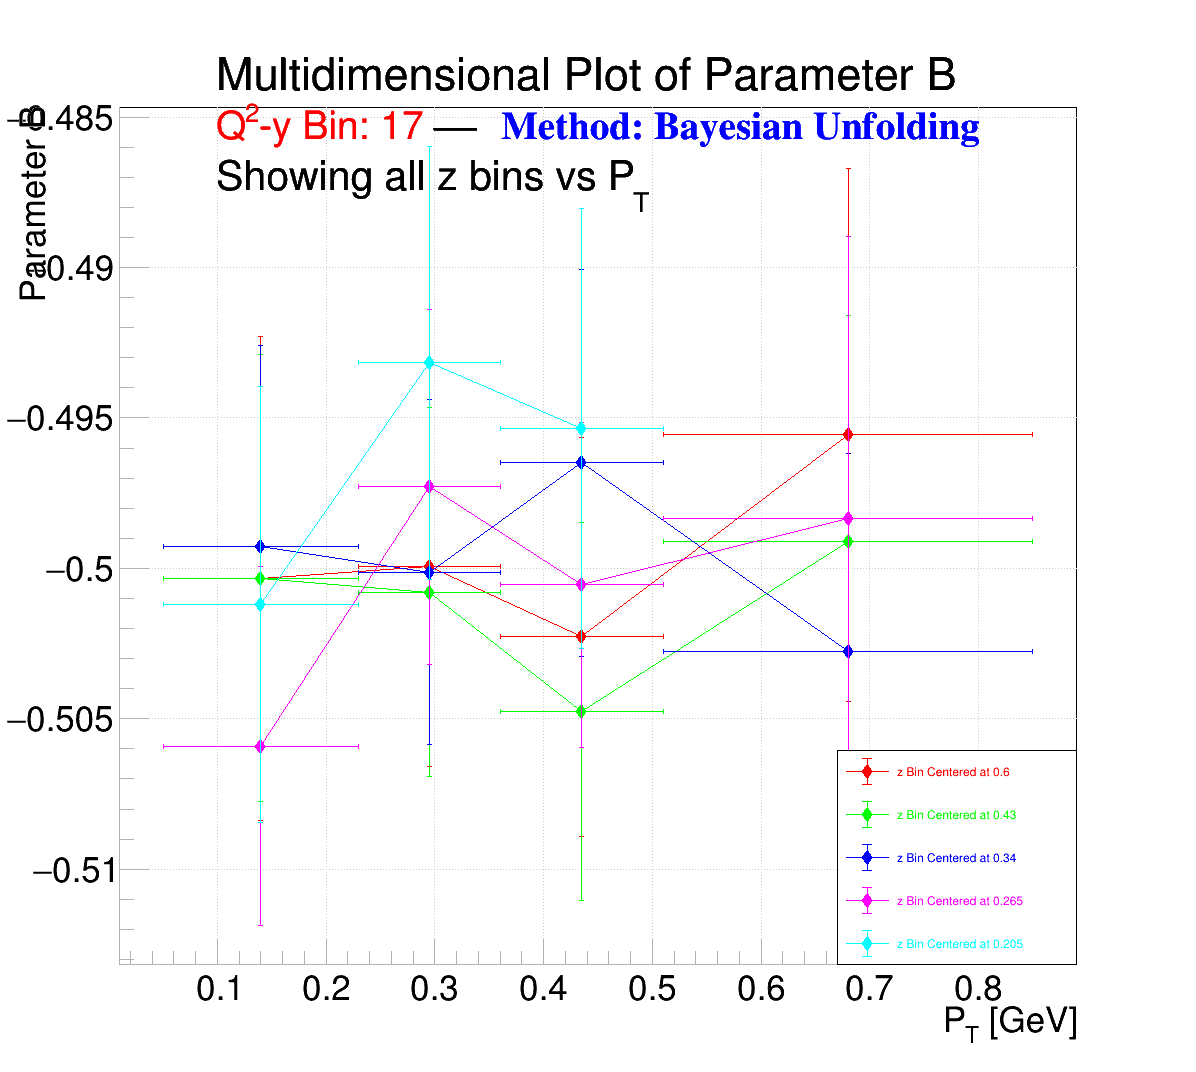 Multidimensional Plot of Parameter B
Q²-y Bin: 17 — Method: Bayesian Unfolding
Showing all z bins vs P_T
Parameter B
−0.485
−0.49
−0.495
−0.5
−0.505
−0.51
z Bin Centered at 0.6
z Bin Centered at 0.43
z Bin Centered at 0.34
z Bin Centered at 0.265
z Bin Centered at 0.205
0.1 0.2 0.3 0.4 0.5 0.6 0.7 0.8
P_T [GeV]